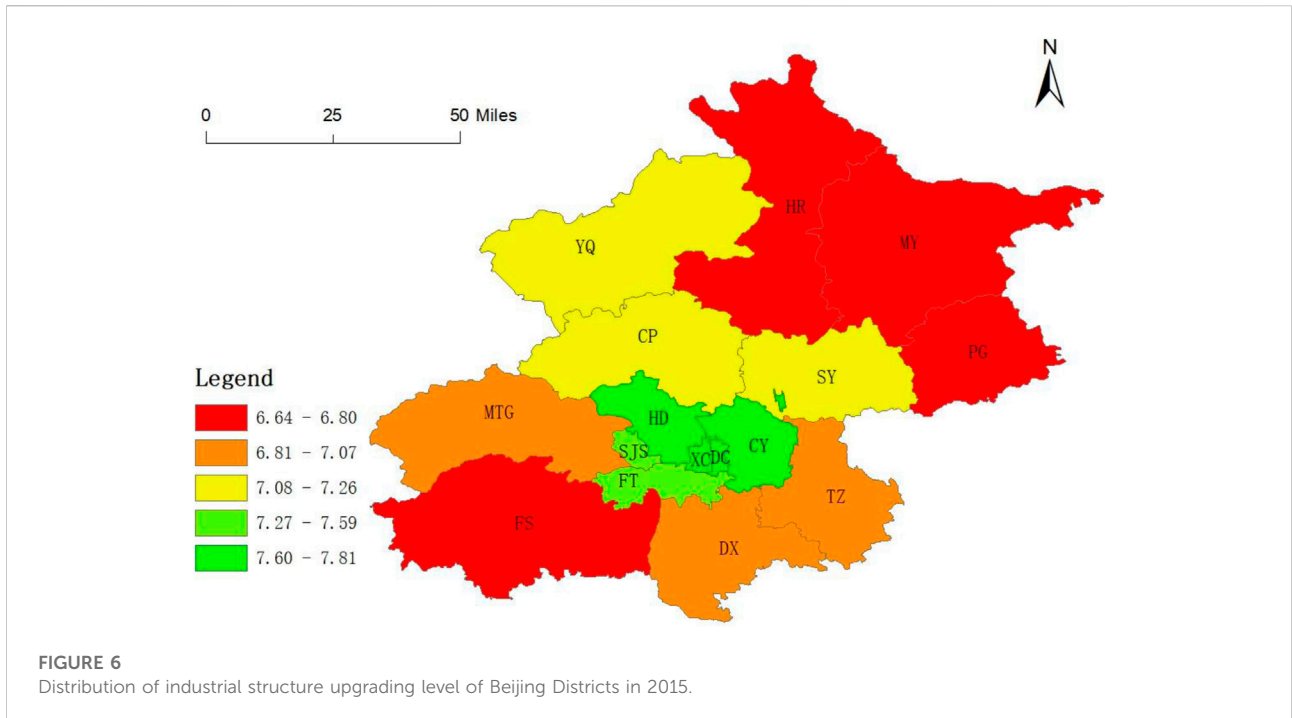 N
0 25 50 Miles
HR
MY
YQ
CP
PG
SY
Legend
6.64 - 6.80
6.81 - 7.07
7.08 - 7.26
7.27 - 7.59
7.60 - 7.81
MTG
HD
CY
SJS
XC
DC
FT
TZ
FS
DX
FIGURE 6
Distribution of industrial structure upgrading level of Beijing Districts in 2015.